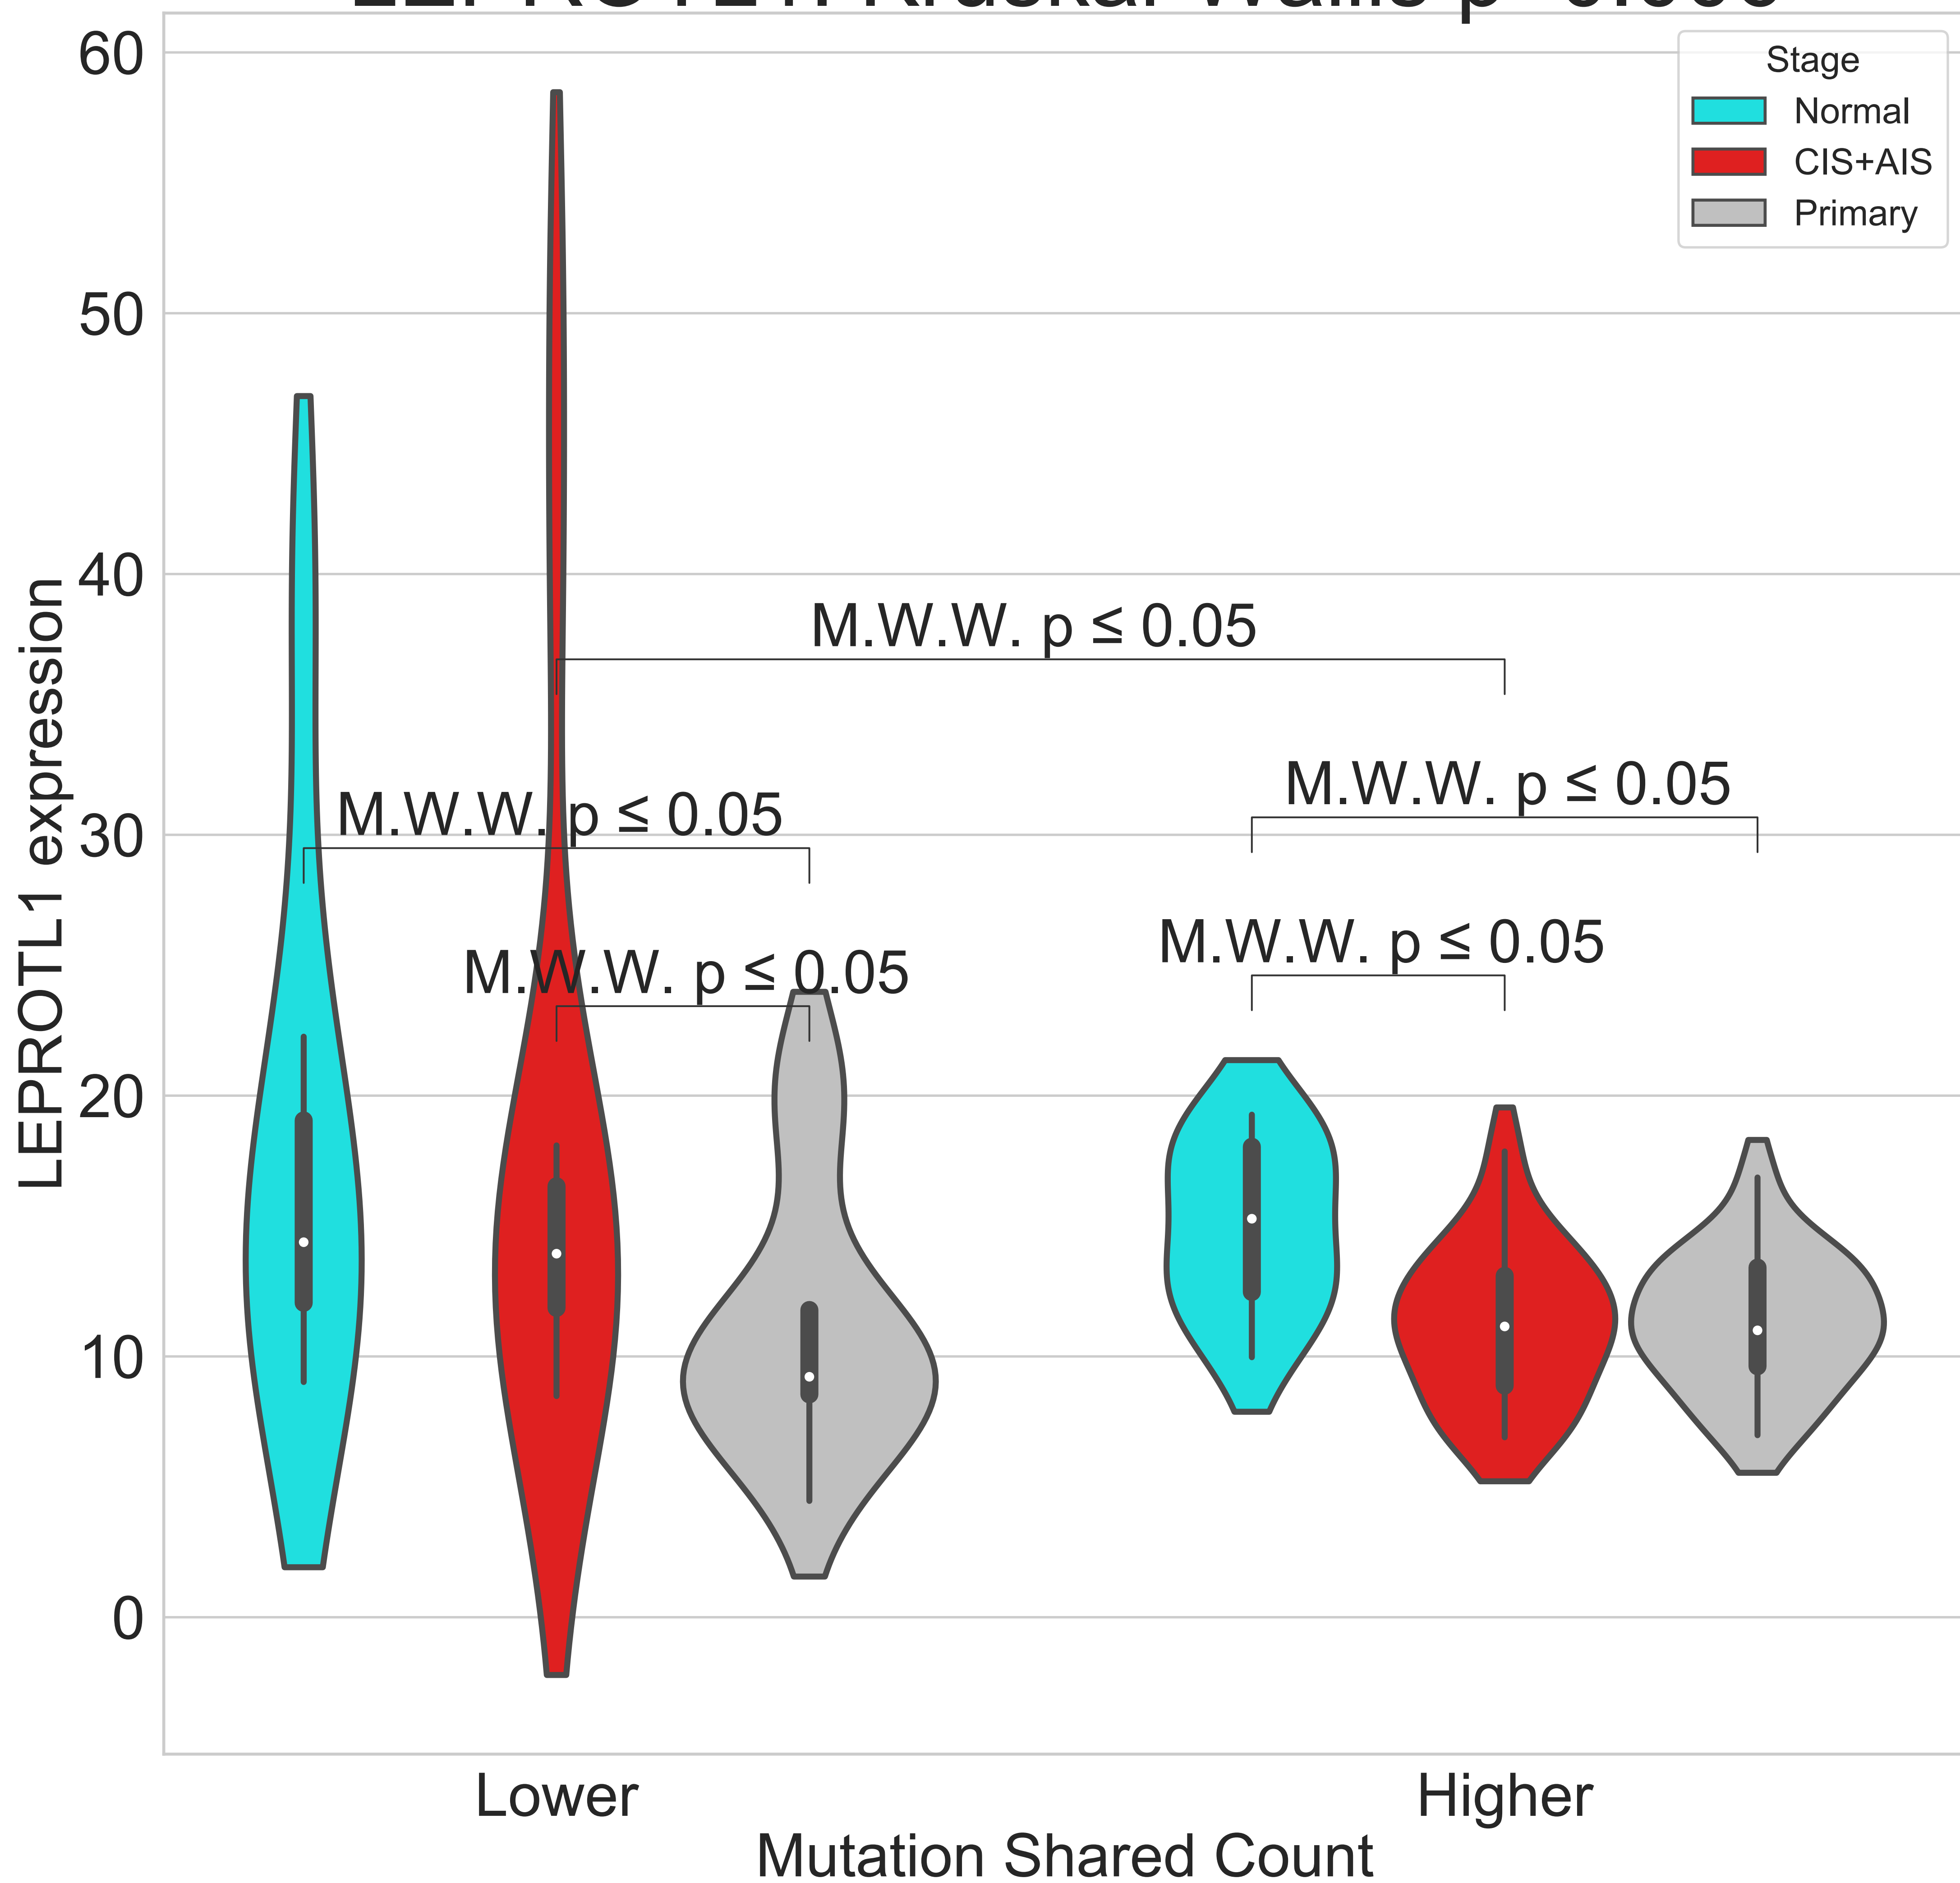 60
Stage
Normal
CIS+AIS
Primary
50
40
M.W.W. p ≤ 0.05
M.W.W. p ≤ 0.05
M.W.W. p ≤ 0.05
30
M.W.W. p ≤ 0.05
M.W.W. p ≤ 0.05
20
10
0
LEPROTL1 expression
Lower
Higher
Mutation Shared Count